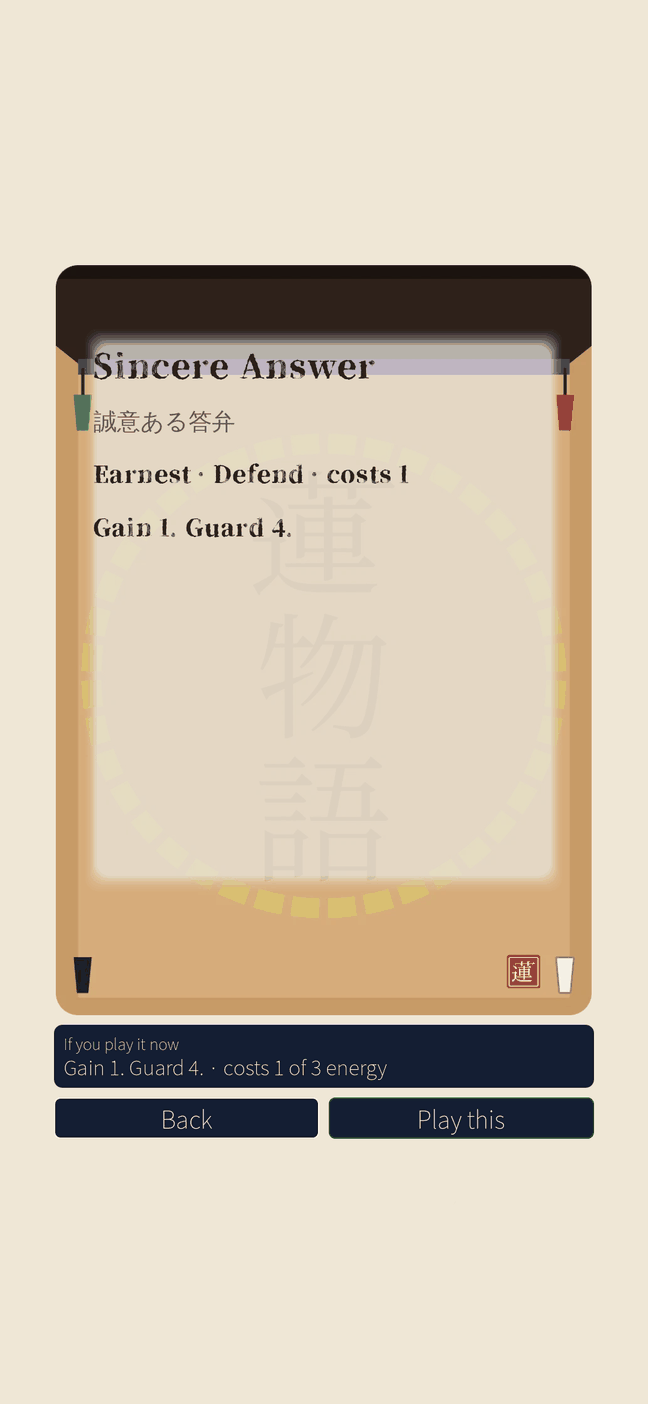 Sincere Answer
誠意ある答弁
Earnest · Defend · costs 1
Gain 1. Guard 4.
蓮
物
語
蓮
If you play it now
Gain 1. Guard 4. · costs 1 of 3 energy
Back
Play this